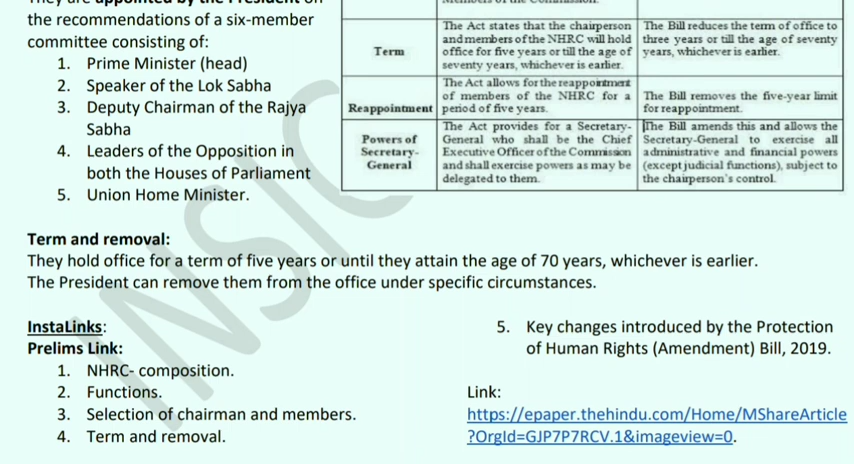 They are appointed by the President on
the recommendations of a six-member
committee consisting of:
1. Prime Minister (head)
2. Speaker of the Lok Sabha
3. Deputy Chairman of the Rajya
Sabha
4. Leaders of the Opposition in
both the Houses of Parliament
5. Union Home Minister.
Members of the Commission.
Term
The Act states that the chairperson
and members of the NHRC will hold
office for five years or till the age of
seventy years, whichever is earlier.
The Bill reduces the term of office to
three years or till the age of seventy
years, whichever is earlier.
Reappointment
The Act allows for the reappointment
of members of the NHRC for a
period of five years.
The Bill removes the five-year limit
for reappointment.
Powers of
Secretary-
General
The Act provides for a Secretary-
General who shall be the Chief
Executive Officer of the Commission
and shall exercise powers as may be
delegated to them.
The Bill amends this and allows the
Secretary-General to exercise all
administrative and financial powers
(except judicial functions), subject to
the chairperson's control.
Term and removal:
They hold office for a term of five years or until they attain the age of 70 years, whichever is earlier.
The President can remove them from the office under specific circumstances.
InstaLinks:
Prelims Link:
1. NHRC- composition.
2. Functions.
3. Selection of chairman and members.
4. Term and removal.
5. Key changes introduced by the Protection
of Human Rights (Amendment) Bill, 2019.
Link:
https://epaper.thehindu.com/Home/MShareArticle
?OrgId=GJP7P7RCV.1&imageview=0.
INSIG